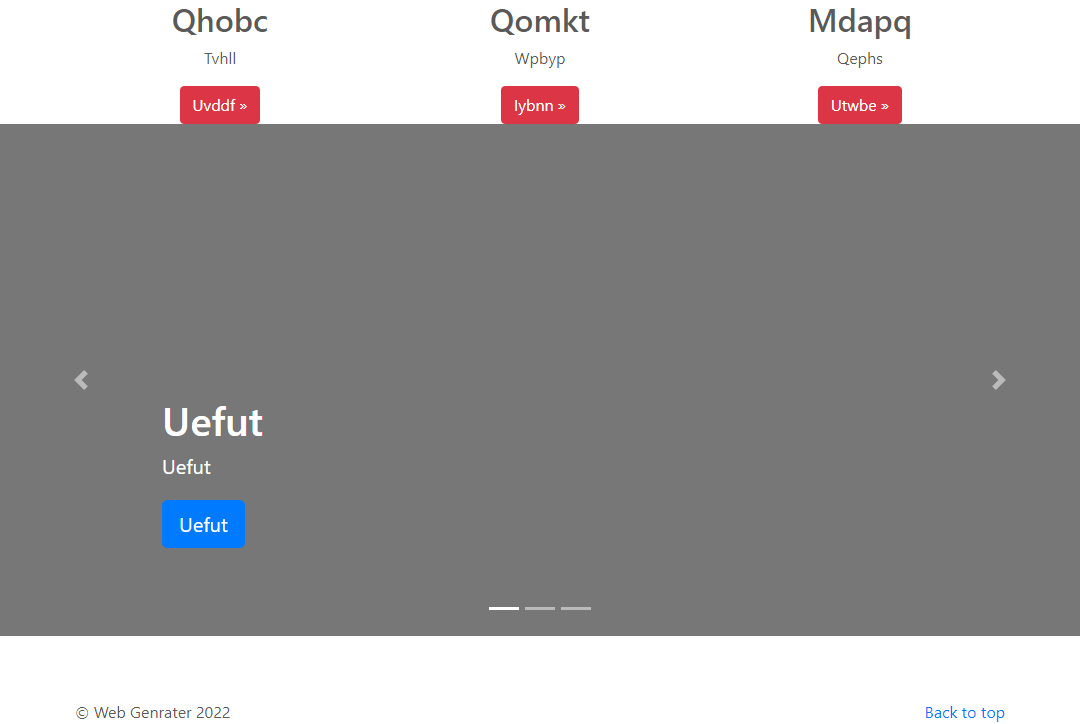 Qhobc Qomkt Mdapq
Tvhll Wpbyp Qephs
Uvddf » Iybnn » Utwbe »
Uefut
Uefut
Uefut
© Web Genrater 2022 Back to top